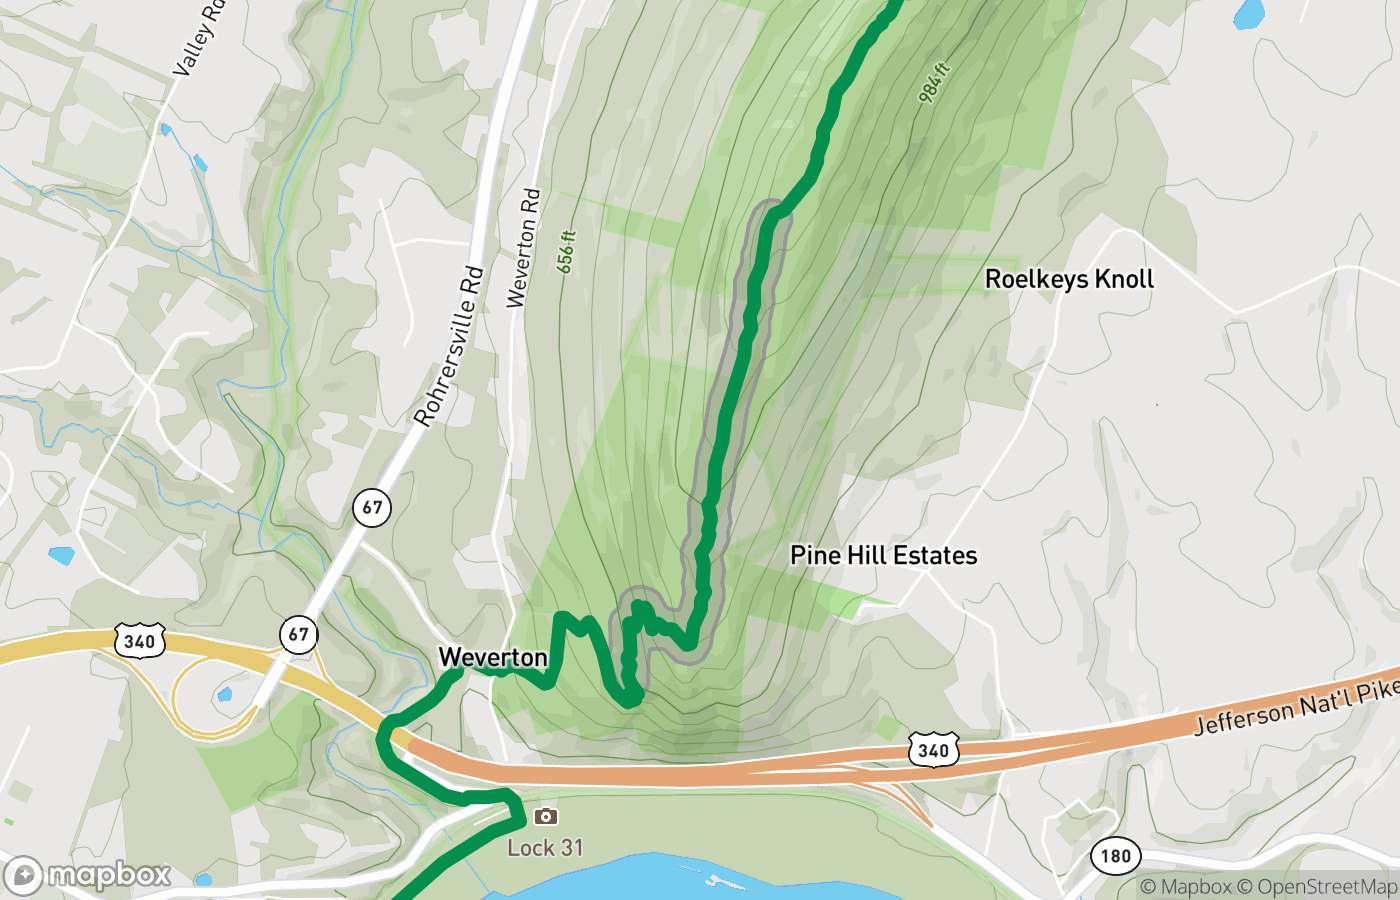 Valley Rd
984 ft
Weverton Rd
656 ft
Rohrersville Rd
Roelkeys Knoll
67
Pine Hill Estates
67
340
Weverton
Jefferson Nat'l Pike
340
Lock 31
180
mapbox
© Mapbox © OpenStreetMap